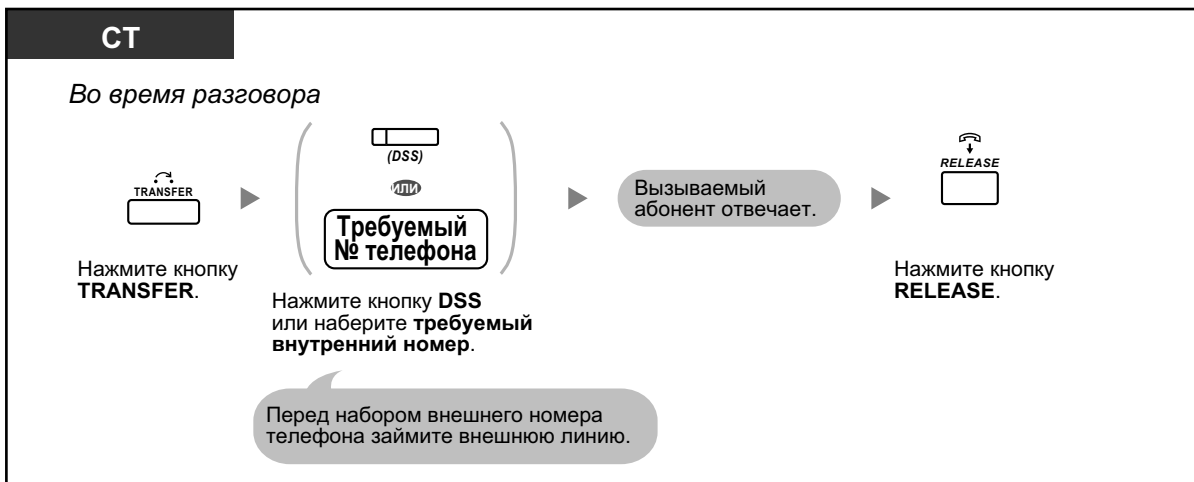 СТ
Во время разговора
TRANSFER
Нажмите кнопку
TRANSFER.
(DSS)
или
Требуемый
№ телефона
Нажмите кнопку DSS
или наберите требуемый
внутренний номер.
Перед набором внешнего номера
телефона займите внешнюю линию.
Вызываемый
абонент отвечает.
RELEASE
Нажмите кнопку
RELEASE.